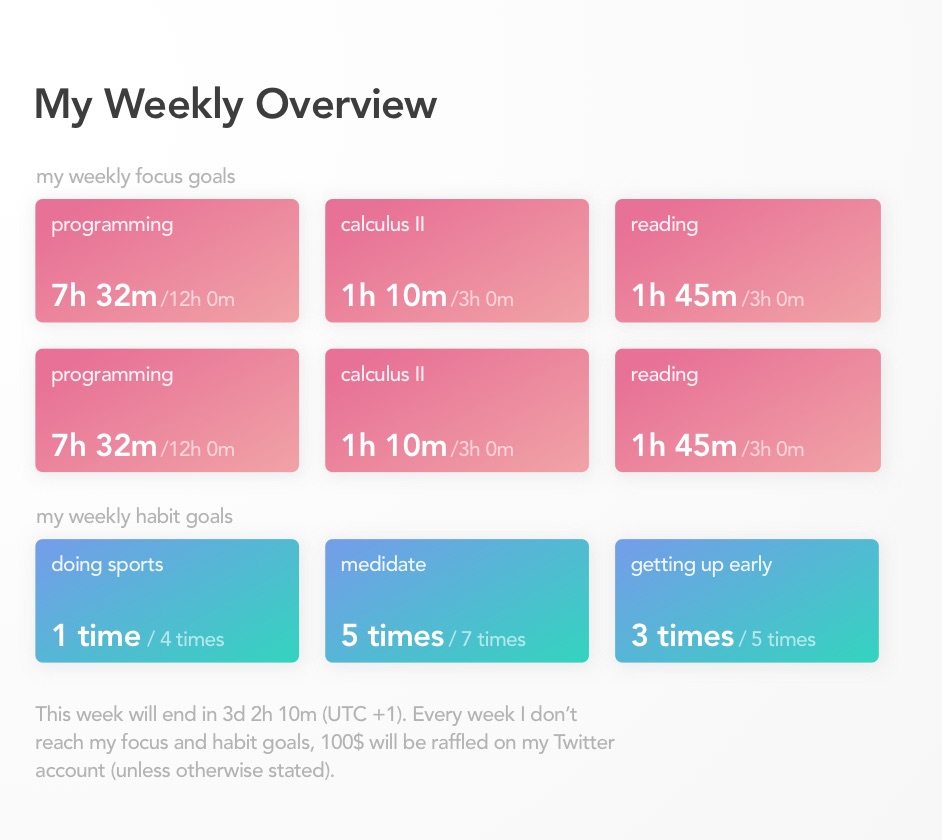 My Weekly Overview
my weekly focus goals
programming
7h 32m /12h 0m
calculus II
1h 10m /3h 0m
reading
1h 45m /3h 0m
programming
7h 32m /12h 0m
calculus II
1h 10m /3h 0m
reading
1h 45m /3h 0m
my weekly habit goals
doing sports
1 time / 4 times
medidate
5 times / 7 times
getting up early
3 times / 5 times
This week will end in 3d 2h 10m (UTC +1). Every week I don’t
reach my focus and habit goals, 100$ will be raffled on my Twitter
account (unless otherwise stated).